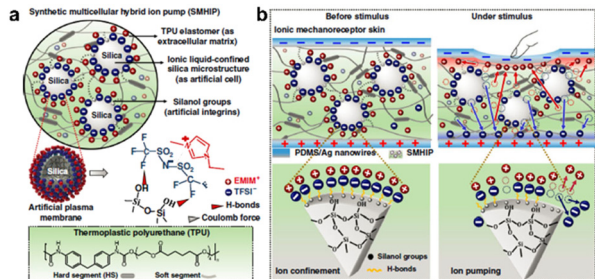 a
Synthetic multicellular hybrid ion pump (SMHIP)
TPU elastomer (as
extracellular matrix)
Ionic liquid-confined
silica microstructure
(as artificial cell)
Silanol groups
(artificial integrins)
Silica
Silica
Silica
Silica
Artificial plasma
membrane
EMIM+
TFSI−
H-bonds
Coulomb force
Thermoplastic polyurethane (TPU)
Hard segment (HS)
Soft segment
b
Before stimulus
Under stimulus
Ionic mechanoreceptor skin
PDMS/Ag nanowires
SMHIP
Ion confinement
Silanol groups
H-bonds
Ion pumping